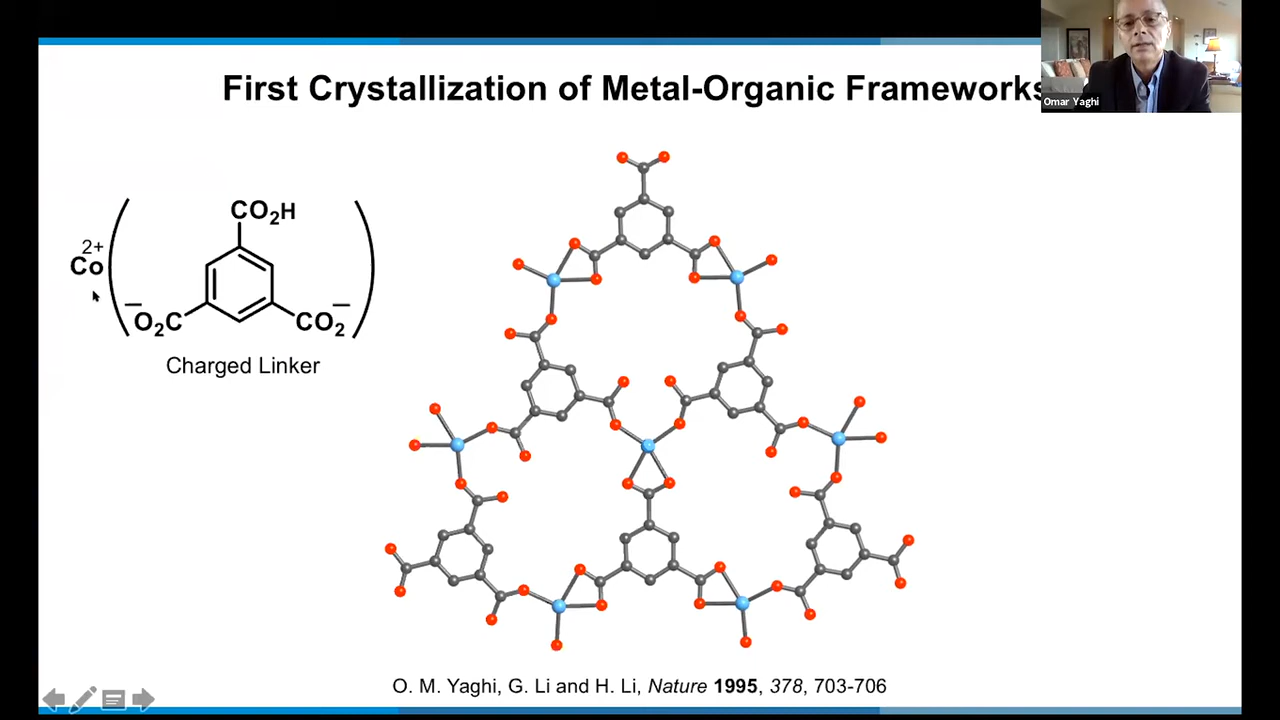 First Crystallization of Metal-Organic Frameworks
Omar Yaghi
CO2H
2+
Co
−O2C
CO2−
Charged Linker
O. M. Yaghi, G. Li and H. Li, Nature 1995, 378, 703-706